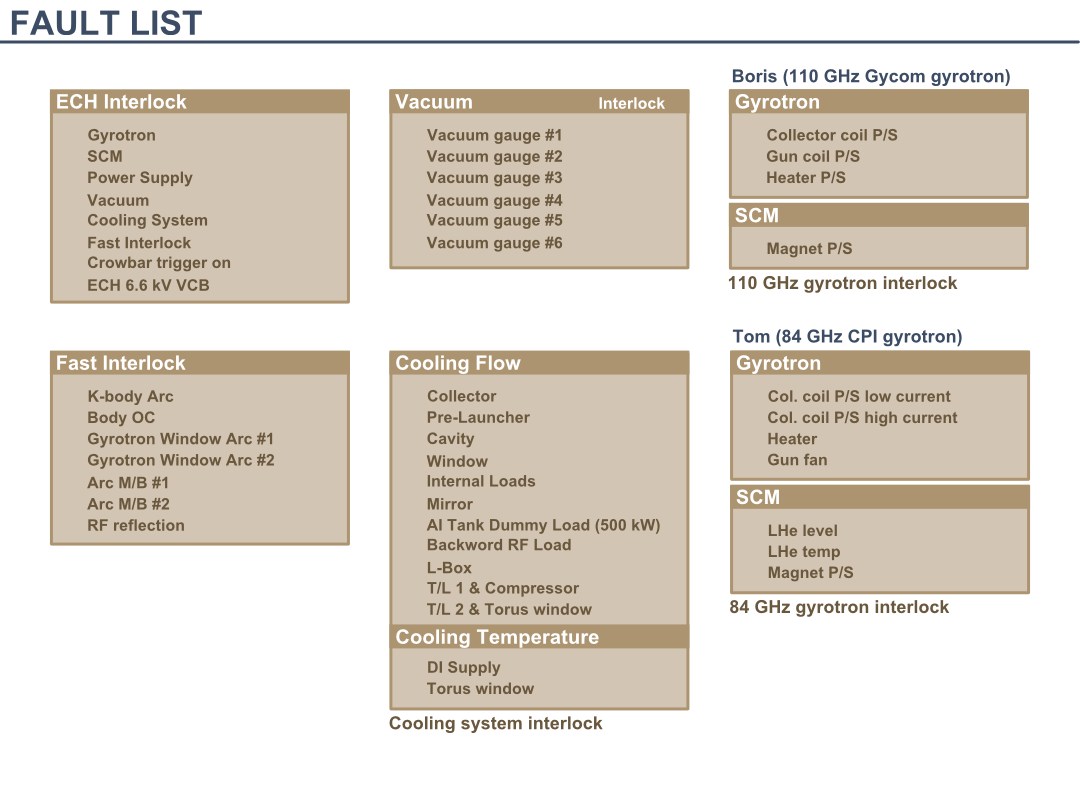 FAULT LIST
ECH Interlock
Gyrotron
SCM
Power Supply
Vacuum
Cooling System
Fast Interlock
Crowbar trigger on
ECH 6.6 kV VCB
Vacuum Interlock
Vacuum gauge #1
Vacuum gauge #2
Vacuum gauge #3
Vacuum gauge #4
Vacuum gauge #5
Vacuum gauge #6
Boris (110 GHz Gycom gyrotron)
Gyrotron
Collector coil P/S
Gun coil P/S
Heater P/S
SCM
Magnet P/S
110 GHz gyrotron interlock
Fast Interlock
K-body Arc
Body OC
Gyrotron Window Arc #1
Gyrotron Window Arc #2
Arc M/B #1
Arc M/B #2
RF reflection
Cooling Flow
Collector
Pre-Launcher
Cavity
Window
Internal Loads
Mirror
Al Tank Dummy Load (500 kW)
Backword RF Load
L-Box
T/L 1 & Compressor
T/L 2 & Torus window
Cooling Temperature
DI Supply
Torus window
Cooling system interlock
Tom (84 GHz CPI gyrotron)
Gyrotron
Col. coil P/S low current
Col. coil P/S high current
Heater
Gun fan
SCM
LHe level
LHe temp
Magnet P/S
84 GHz gyrotron interlock